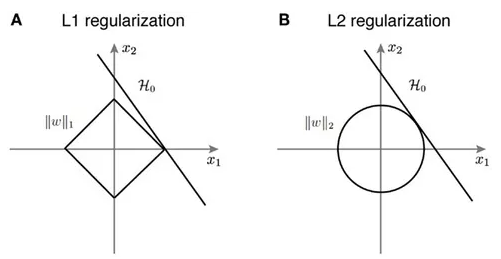 A L1 regularization
x₂
ℋ₀
‖w‖₁
x₁
B L2 regularization
x₂
ℋ₀
‖w‖₂
x₁